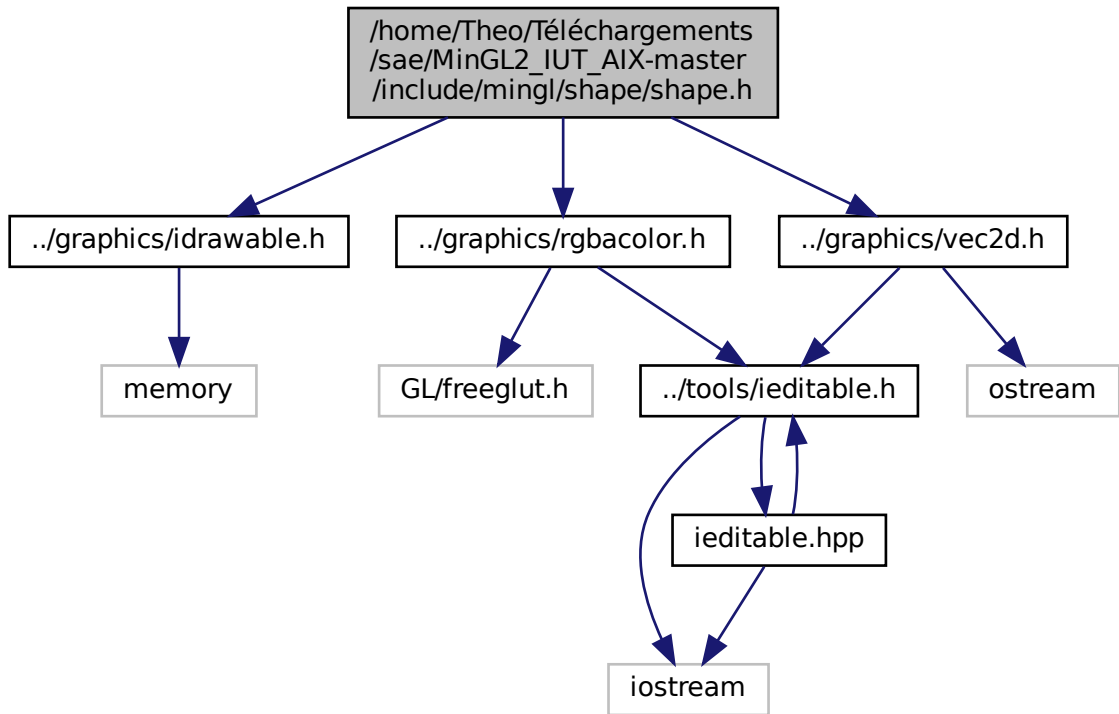 /home/Theo/Téléchargements
/sae/MinGL2_IUT_AIX-master
/include/mingl/shape/shape.h
../graphics/idrawable.h
../graphics/rgbacolor.h
../graphics/vec2d.h
memory
GL/freeglut.h
../tools/ieditable.h
ostream
ieditable.hpp
iostream